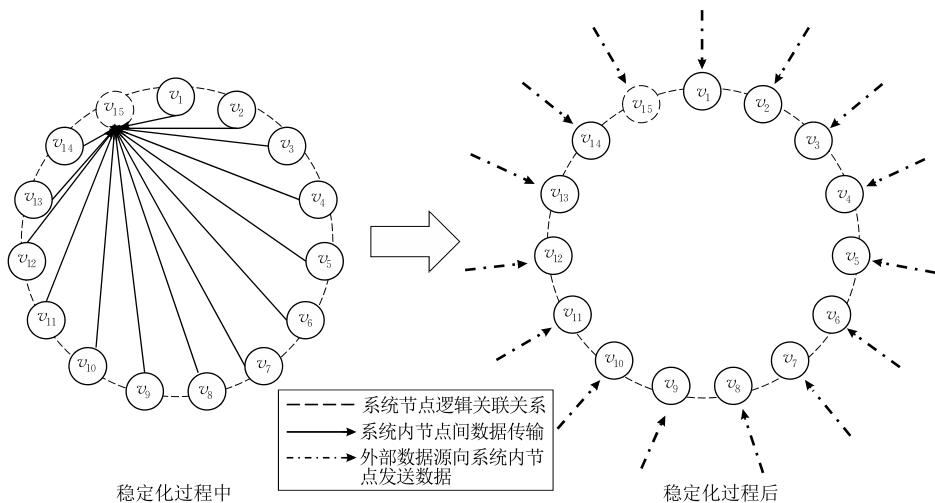 v15
v1
v2
v3
v4
v5
v6
v7
v8
v9
v10
v11
v12
v13
v14
v15
v1
v2
v3
v4
v5
v6
v7
v8
v9
v10
v11
v12
v13
v14
系统节点逻辑关联关系
系统内节点间数据传输
外部数据源向系统内节
点发送数据
稳定化过程中
稳定化过程后